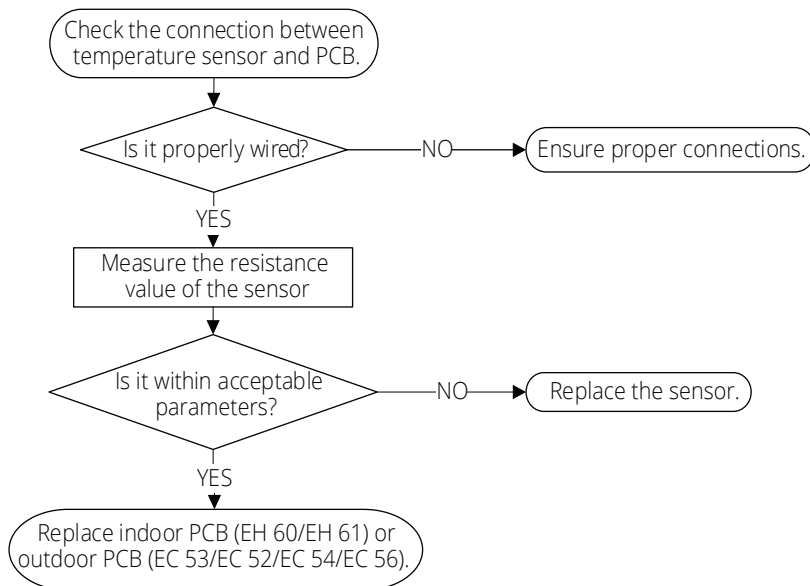 Check the connection between
temperature sensor and PCB.
Is it properly wired?
NO
Ensure proper connections.
YES
Measure the resistance
value of the sensor
Is it within acceptable
parameters?
NO
Replace the sensor.
YES
Replace indoor PCB (EH 60/EH 61) or
outdoor PCB (EC 53/EC 52/EC 54/EC 56).